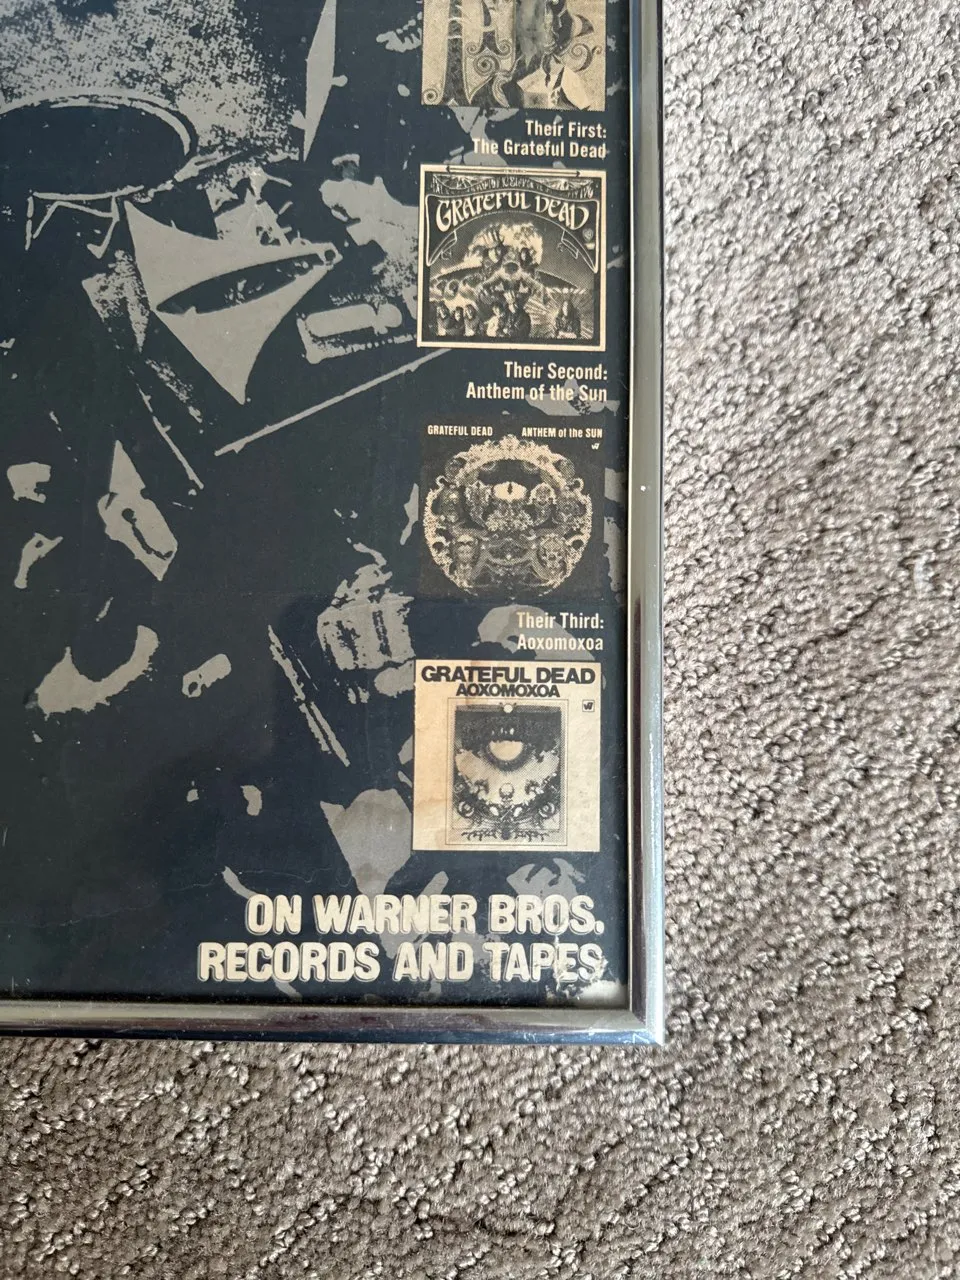 Their First:
The Grateful Dead
GRATEFUL DEAD
Their Second:
Anthem of the Sun
GRATEFUL DEAD ANTHEM of the SUN
Their Third:
Aoxomoxoa
GRATEFUL DEAD
AOXOMOXOA
ON WARNER BROS.
RECORDS AND TAPES